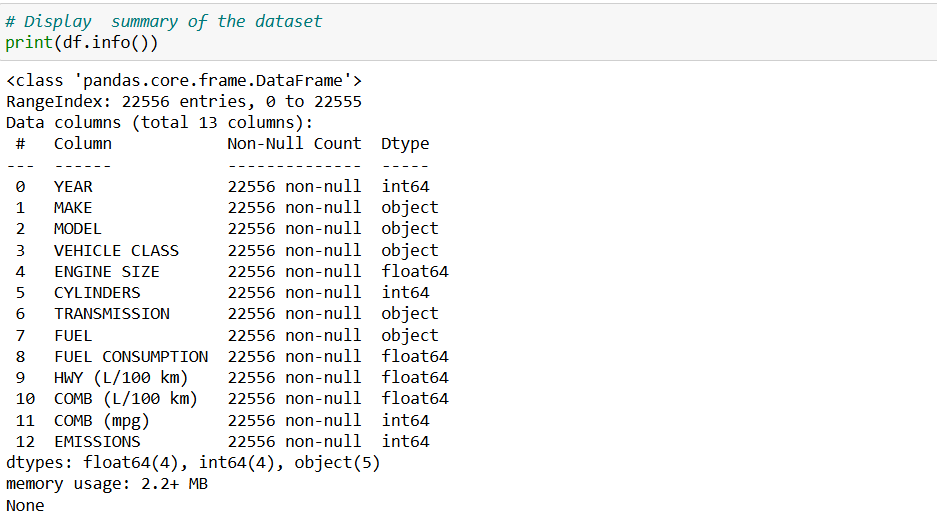 # Display  summary of the dataset
print(df.info())
<class 'pandas.core.frame.DataFrame'>
RangeIndex: 22556 entries, 0 to 22555
Data columns (total 13 columns):
 #   Column            Non-Null Count  Dtype
---  ------            --------------  -----
 0   YEAR              22556 non-null  int64
 1   MAKE              22556 non-null  object
 2   MODEL             22556 non-null  object
 3   VEHICLE CLASS     22556 non-null  object
 4   ENGINE SIZE       22556 non-null  float64
 5   CYLINDERS         22556 non-null  int64
 6   TRANSMISSION      22556 non-null  object
 7   FUEL              22556 non-null  object
 8   FUEL CONSUMPTION  22556 non-null  float64
 9   HWY (L/100 km)    22556 non-null  float64
 10  COMB (L/100 km)   22556 non-null  float64
 11  COMB (mpg)        22556 non-null  int64
 12  EMISSIONS         22556 non-null  int64
dtypes: float64(4), int64(4), object(5)
memory usage: 2.2+ MB
None